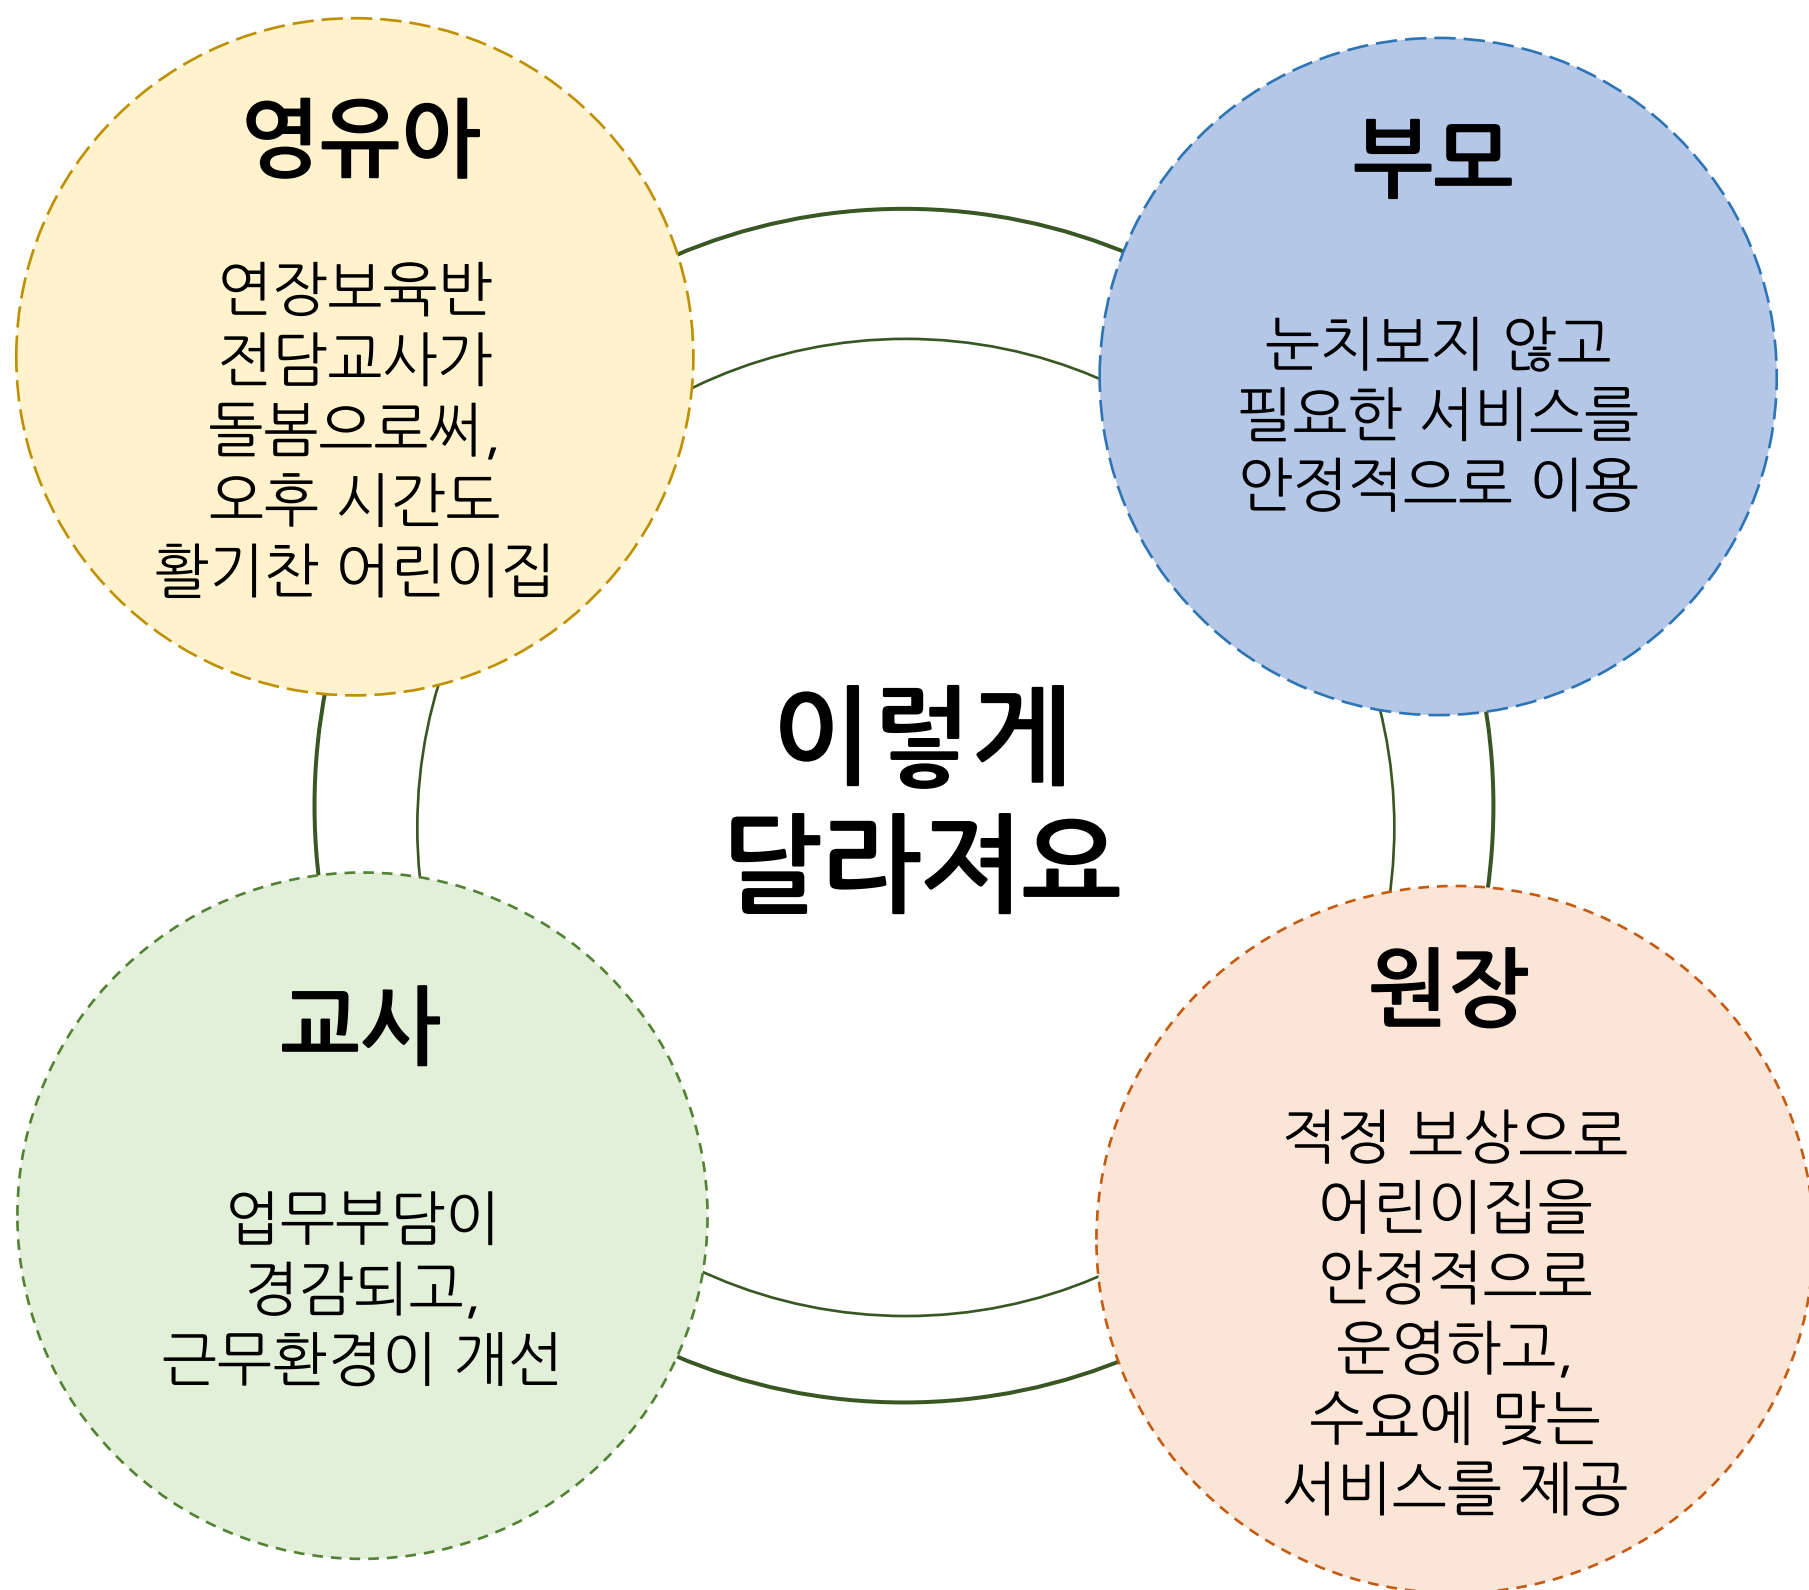 영유아
연장보육반
전담교사가
돌봄으로써,
오후 시간도
활기찬 어린이집
부모
눈치보지 않고
필요한 서비스를
안정적으로 이용
이렇게
달라져요
교사
업무부담이
경감되고,
근무환경이 개선
원장
적정 보상으로
어린이집을
안정적으로
운영하고,
수요에 맞는
서비스를 제공